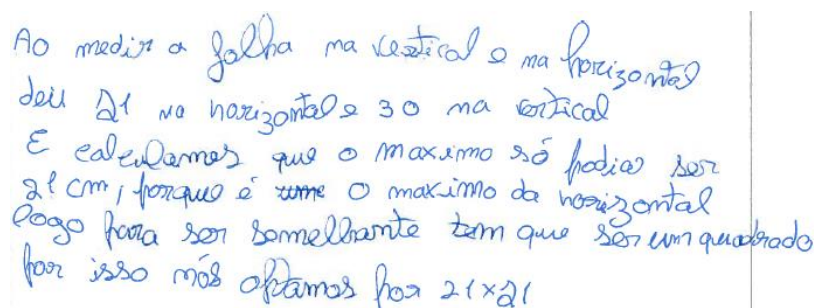 Ao medir a folha na vertical e na horizontal
deu 21 na horizontal e 30 na vertical
E calculamos que o maximo só podia ser
21 cm, porque é ume o maximo da horizontal
logo para ser semelhante tem que ser um quadrado
por isso nós optamos por 21x21